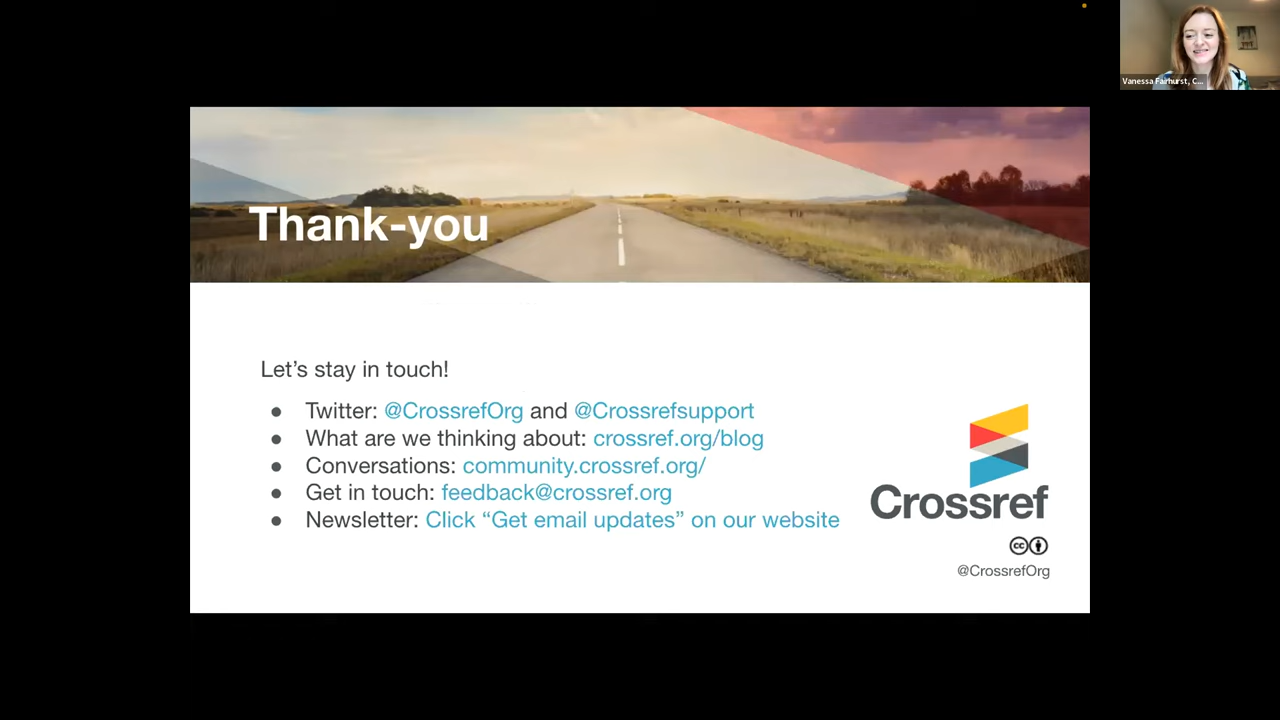 Vanessa Fairhurst, C...
Thank-you
Let's stay in touch!
● Twitter: @CrossrefOrg and @Crossrefsupport
● What are we thinking about: crossref.org/blog
● Conversations: community.crossref.org/
● Get in touch: feedback@crossref.org
● Newsletter: Click “Get email updates” on our website
Crossref
cc
@CrossrefOrg